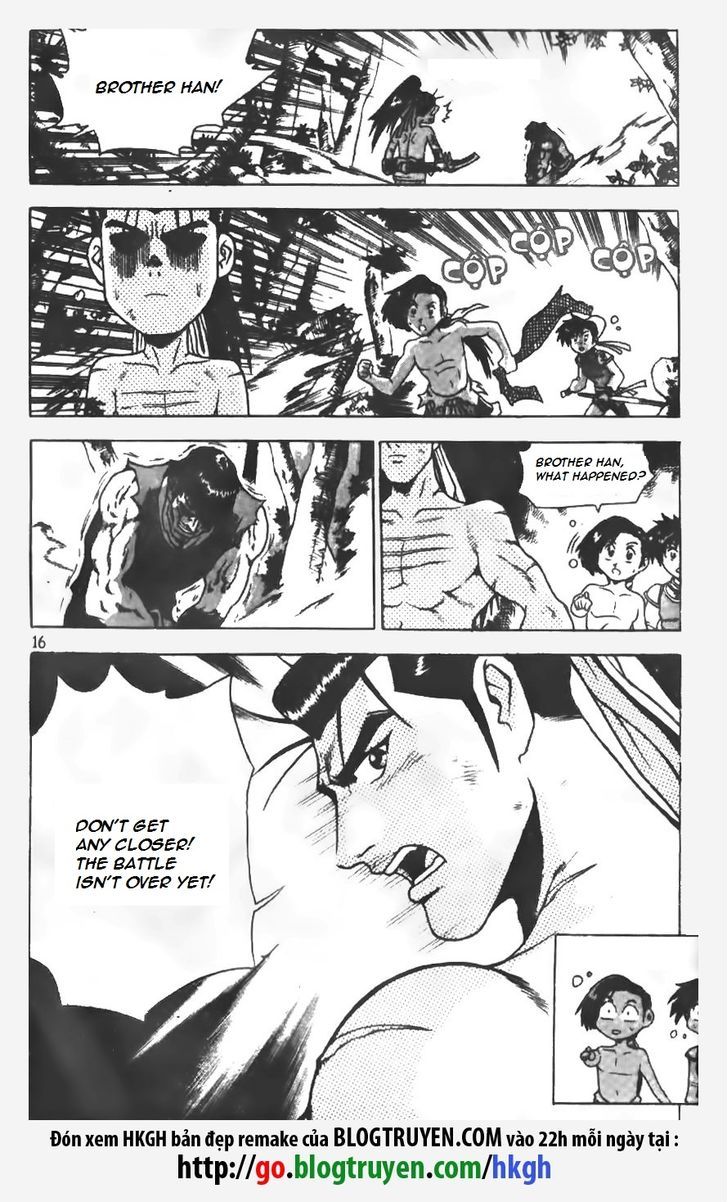 BROTHER HAN!
CỘP
CỘP
CỘP
BROTHER HAN,
WHAT HAPPENED?
16
DON'T GET
ANY CLOSER!
THE BATTLE
ISN'T OVER YET!
Đón xem HKGH bản đẹp remake của BLOGTRUYEN.COM vào 22h mỗi ngày tại :
http://go.blogtruyen.com/hkgh